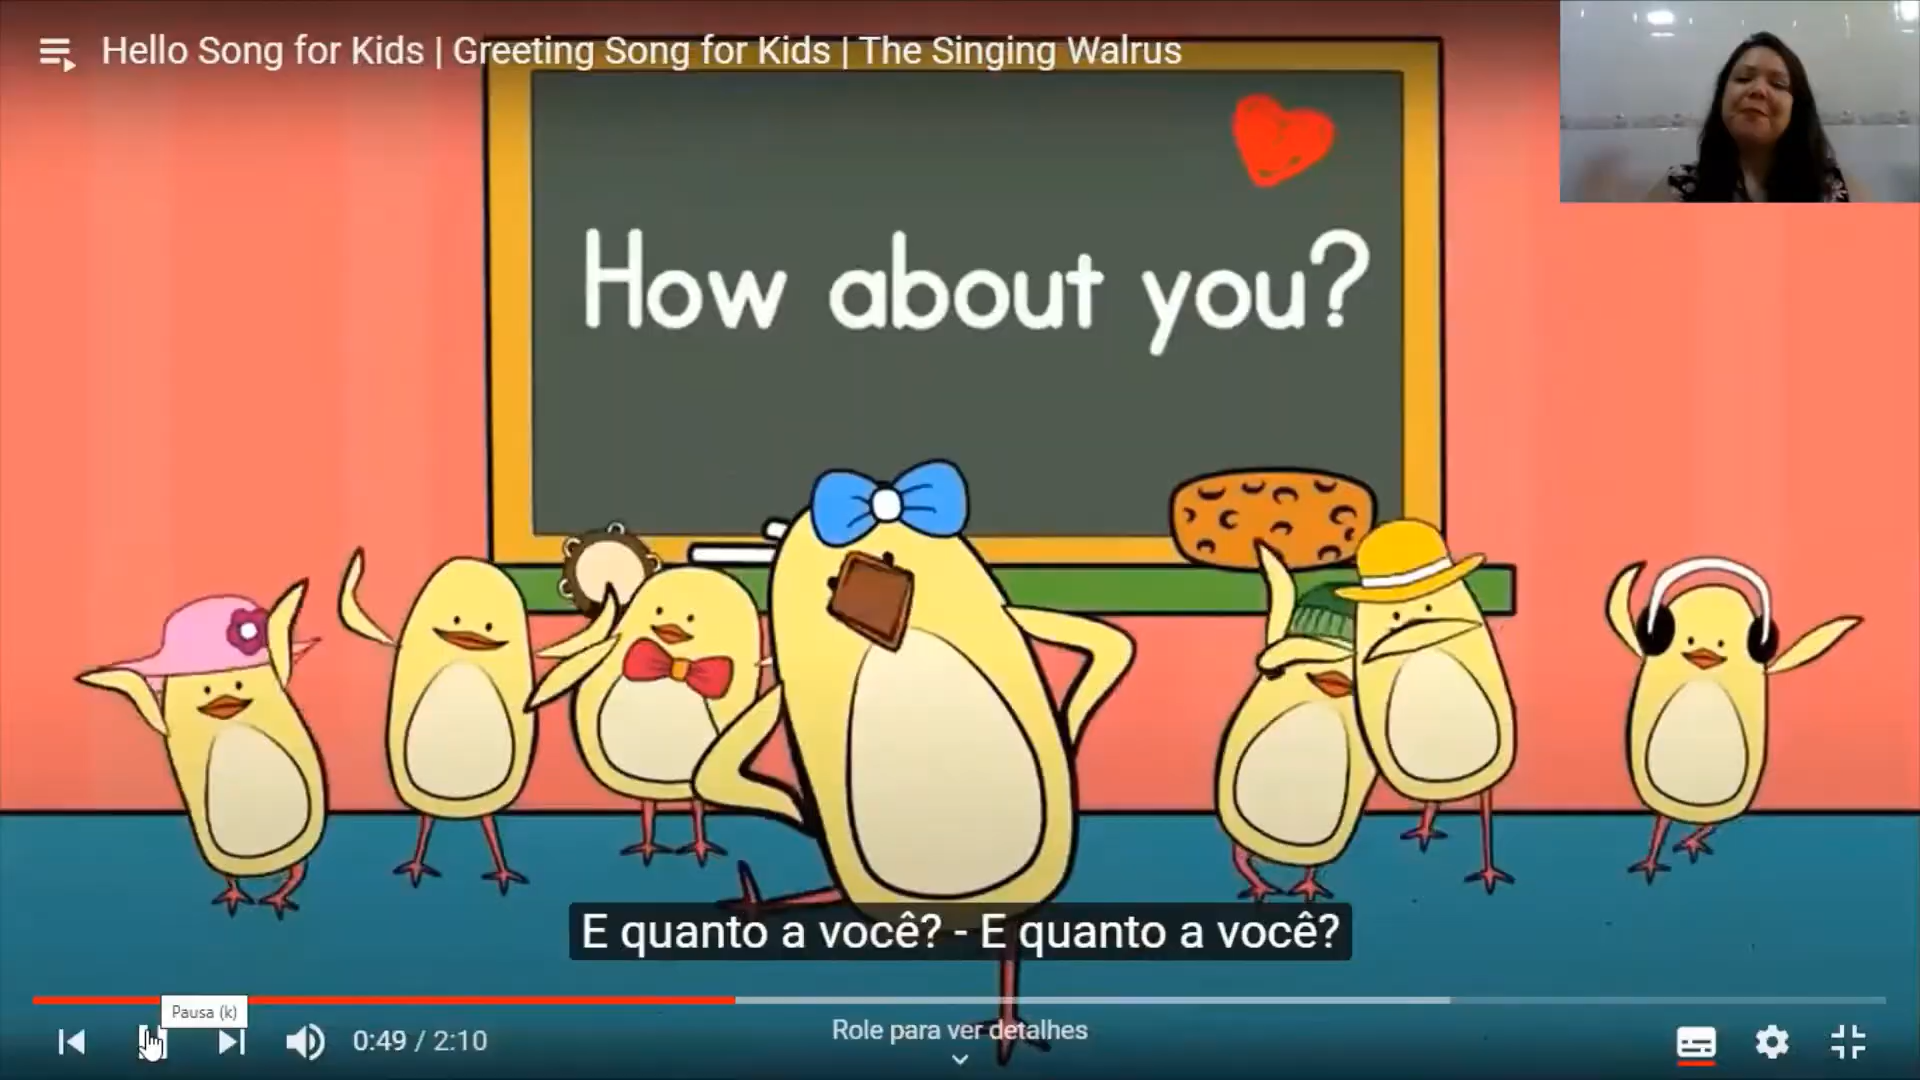 Hello Song for Kids | Greeting Song for Kids | The Singing Walrus
How about you?
E quanto a você? - E quanto a você?
Pausa (k)
0:49 / 2:10
Role para ver detalhes